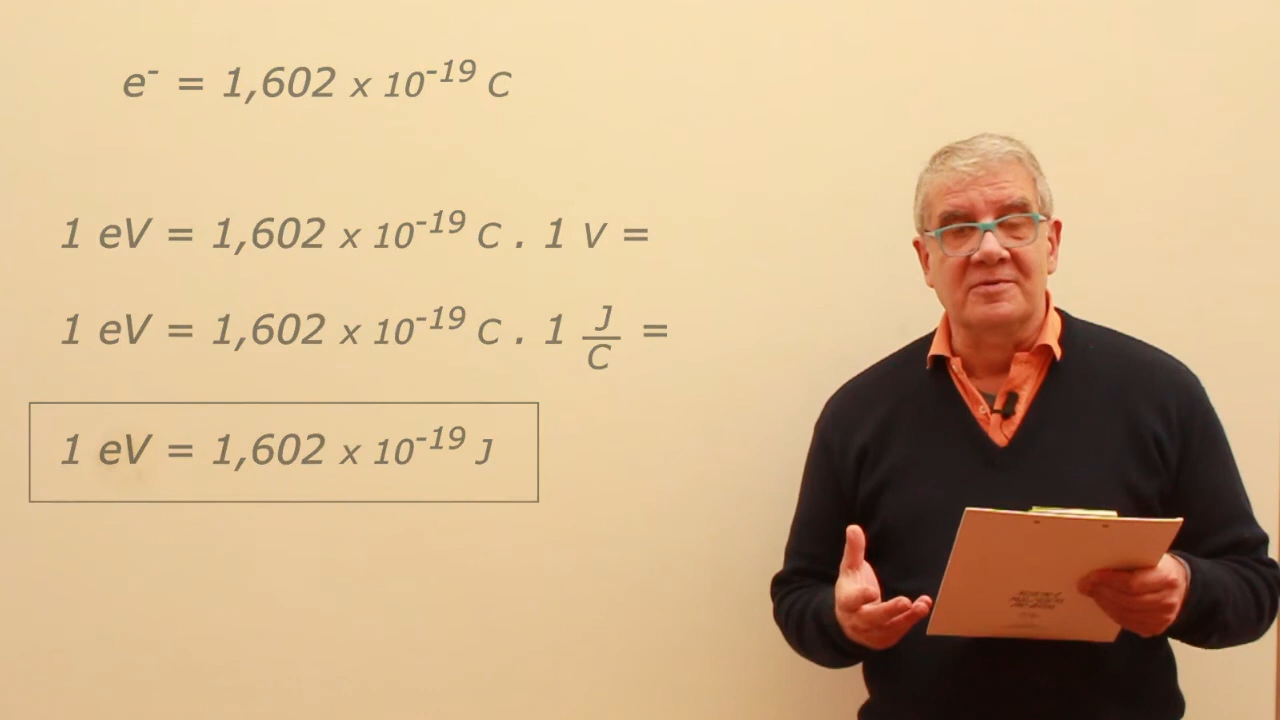 e⁻ = 1,602 x 10⁻¹⁹ C
1 eV = 1,602 x 10⁻¹⁹ C . 1 V =
1 eV = 1,602 x 10⁻¹⁹ C . 1 J/C =
1 eV = 1,602 x 10⁻¹⁹ J